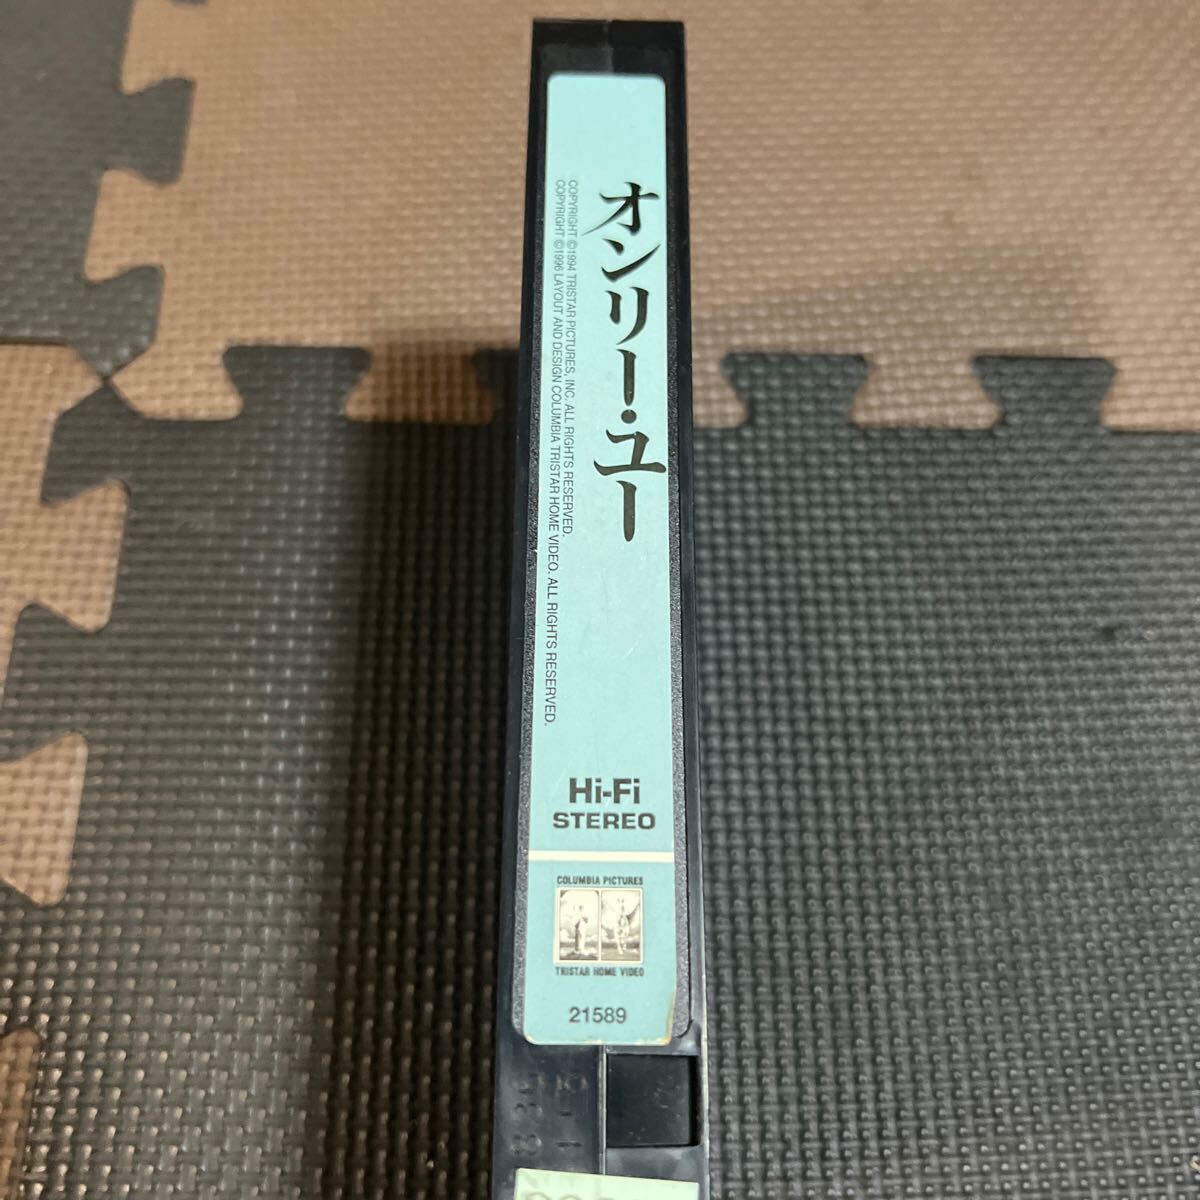 オンリー・ユー
COPYRIGHT ©1994 TRISTAR PICTURES, INC. ALL RIGHTS RESERVED.
COPYRIGHT ©1996 LAYOUT AND DESIGN COLUMBIA TRISTAR HOME VIDEO. ALL RIGHTS RESERVED.
Hi-Fi
STEREO
COLUMBIA PICTURES
TRISTAR HOME VIDEO
21589